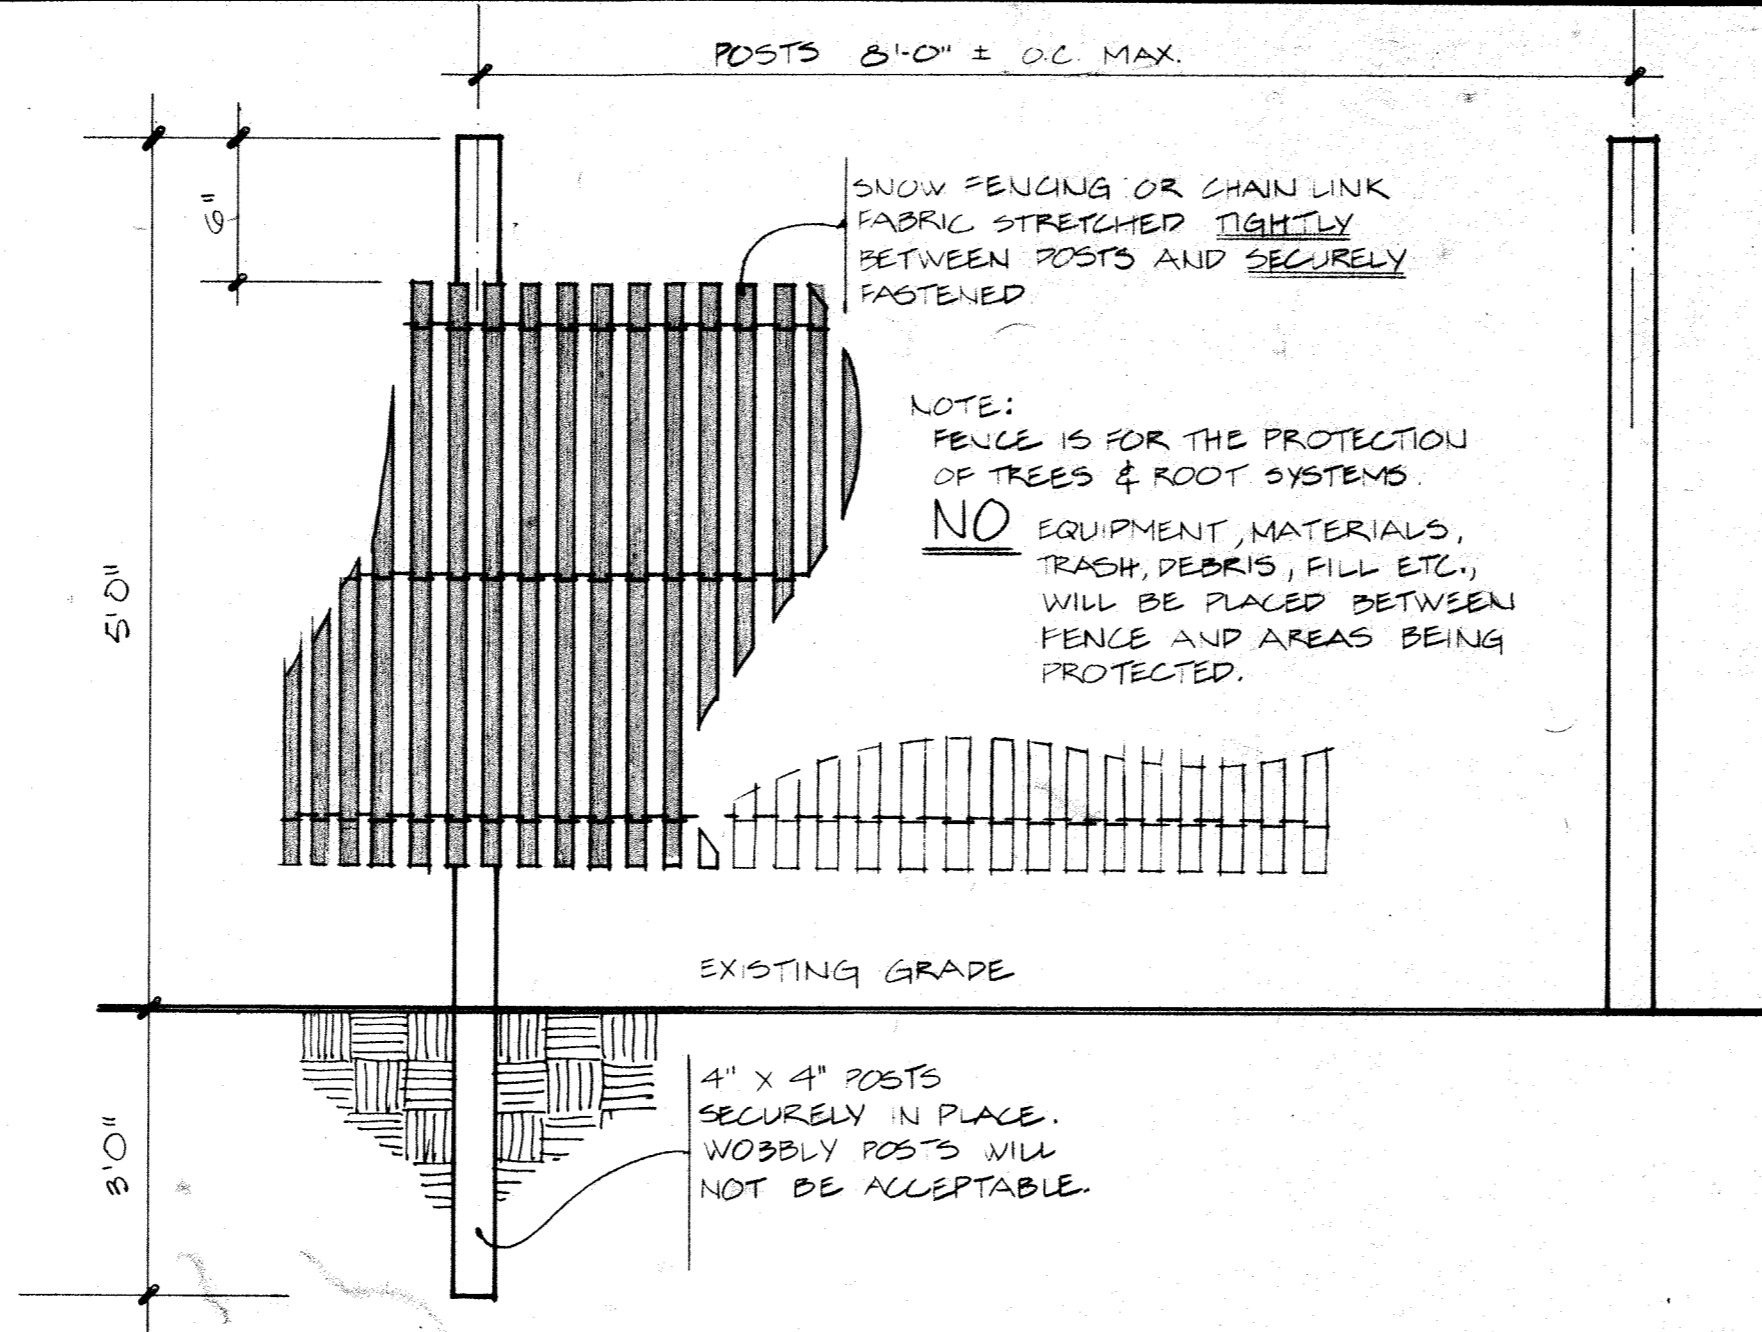 POSTS 8'-0" ± O.C. MAX.
6"
SNOW FENCING OR CHAIN LINK
FABRIC STRETCHED TIGHTLY
BETWEEN POSTS AND SECURELY
FASTENED
NOTE:
FENCE IS FOR THE PROTECTION
OF TREES & ROOT SYSTEMS.
NO EQUIPMENT, MATERIALS,
TRASH, DEBRIS, FILL ETC.,
WILL BE PLACED BETWEEN
FENCE AND AREAS BEING
PROTECTED.
5'0"
EXISTING GRADE
4" X 4" POSTS
SECURELY IN PLACE.
WOBBLY POSTS WILL
NOT BE ACCEPTABLE.
3'0"